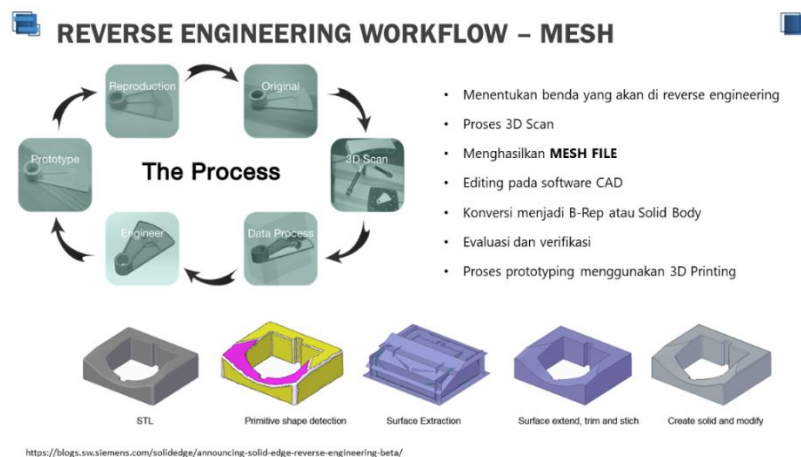 REVERSE ENGINEERING WORKFLOW – MESH
Reproduction
Original
Prototype
The Process
3D Scan
Engineer
Data Process
• Menentukan benda yang akan di reverse engineering
• Proses 3D Scan
• Menghasilkan MESH FILE
• Editing pada software CAD
• Konversi menjadi B-Rep atau Solid Body
• Evaluasi dan verifikasi
• Proses prototyping menggunakan 3D Printing
STL
Primitive shape detection
Surface Extraction
Surface extend, trim and stich
Create solid and modify
https://blogs.sw.siemens.com/solidedge/announcing-solid-edge-reverse-engineering-beta/